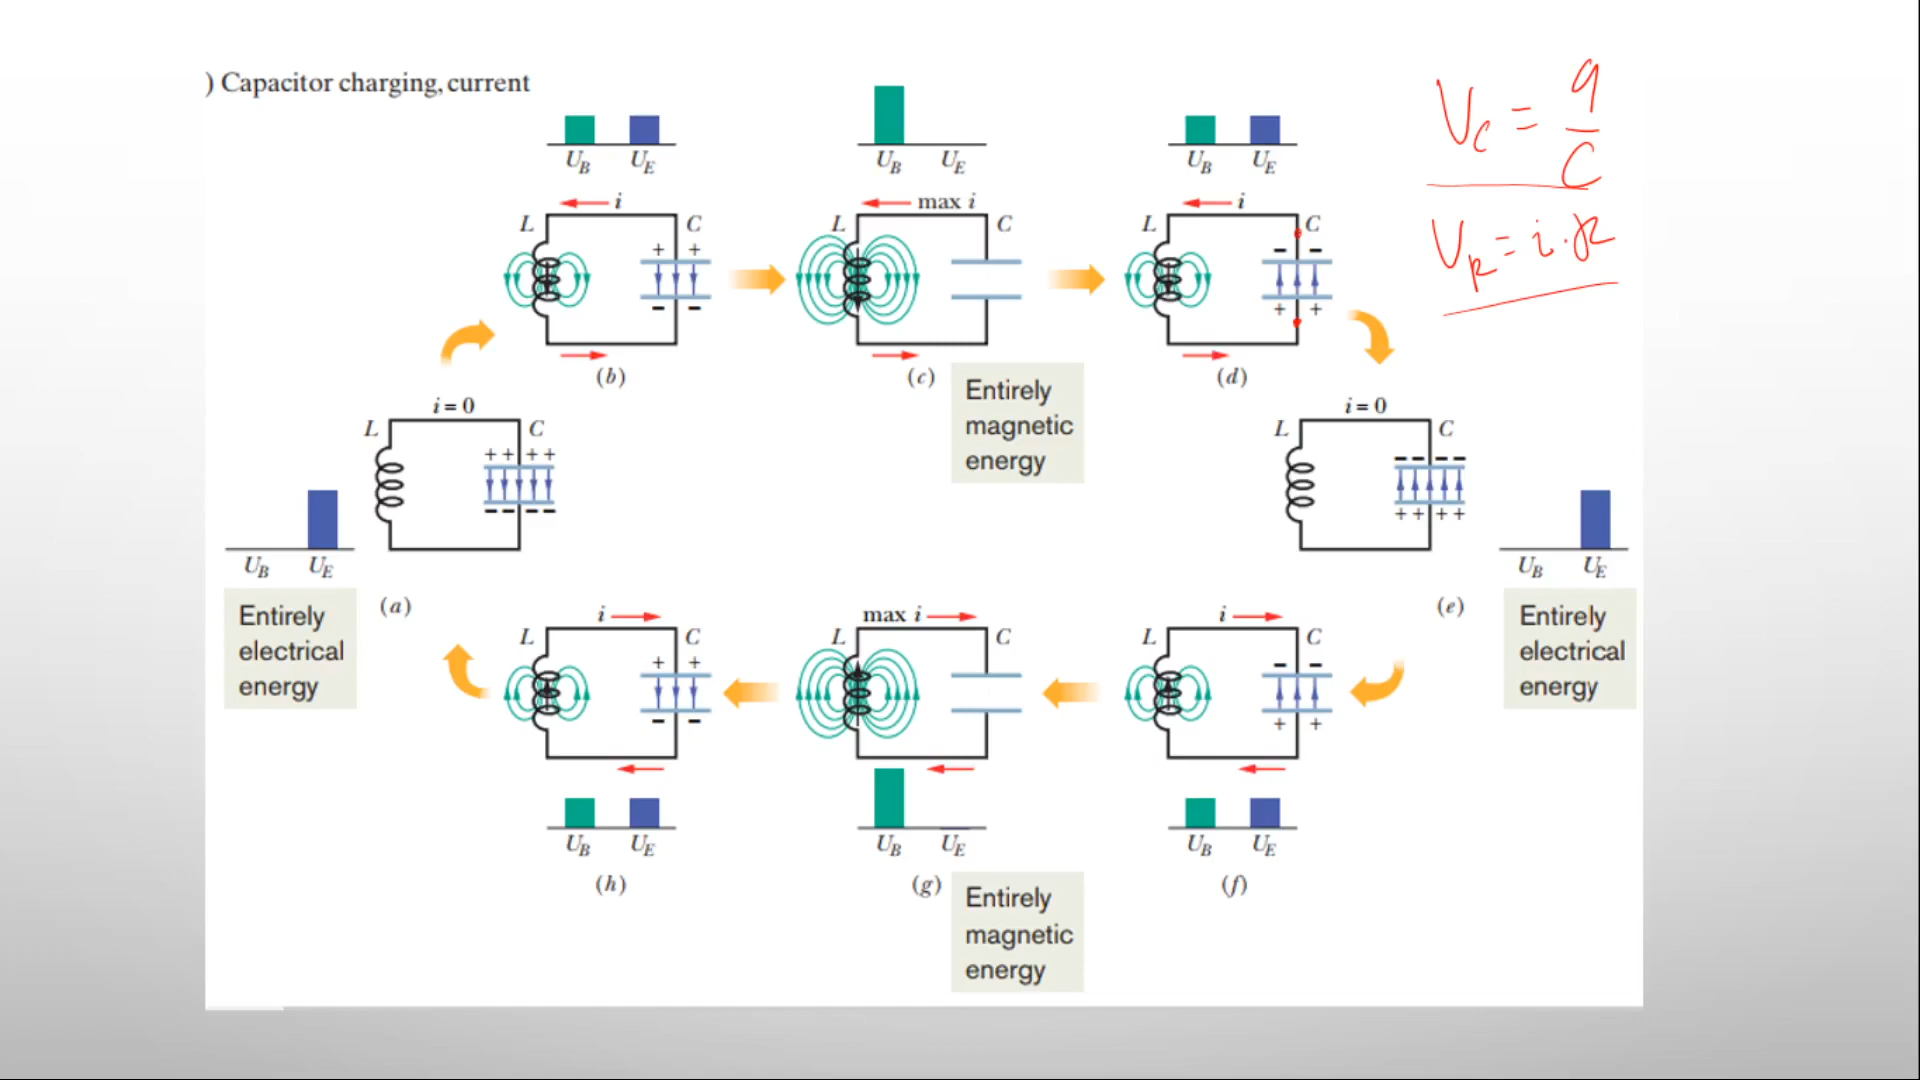 ) Capacitor charging, current
V_C = q/C
V_R = i·R
U_B U_E
U_B U_E
U_B U_E
i
max i
i
L C
L C
L C
+ +
- -
- -
+ +
(b)
(c)
(d)
Entirely
magnetic
energy
i = 0
i = 0
L C
L C
+ + + +
- - - -
- - - -
+ + + +
U_B U_E
U_B U_E
(a)
(e)
Entirely
electrical
energy
Entirely
electrical
energy
i
max i
i
L C
L C
L C
+ +
- -
- -
+ +
U_B U_E
U_B U_E
U_B U_E
(h)
(g)
(f)
Entirely
magnetic
energy